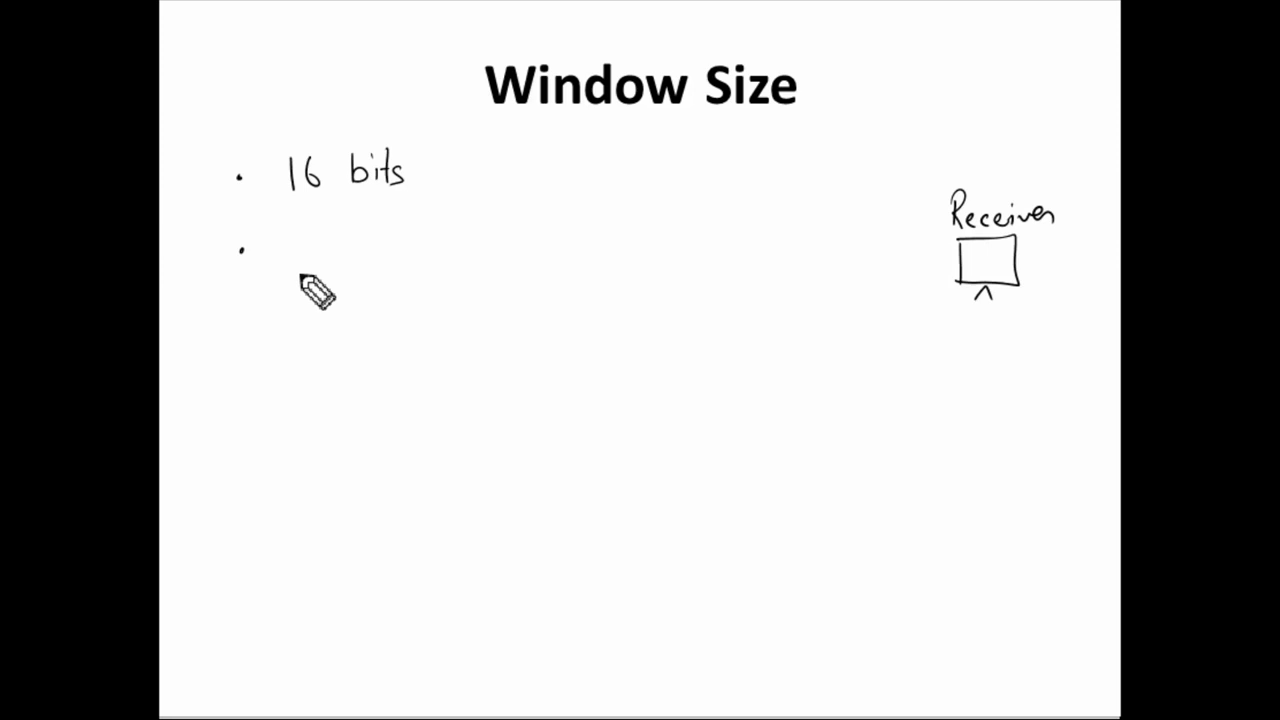 Window Size
• 16 bits
•
Receiver